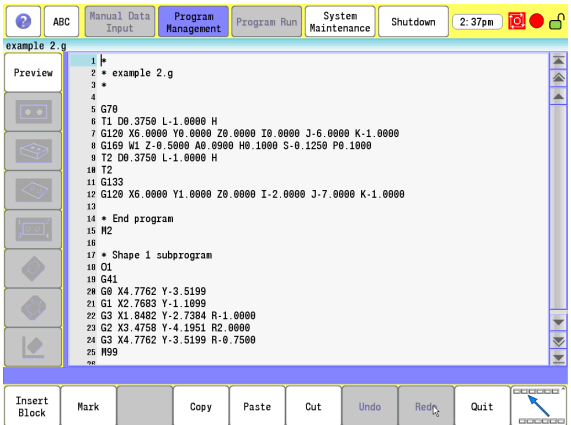 ?
ABC
Manual Data Input
Program Management
Program Run
System Maintenance
Shutdown
2:37pm
example 2.g
Preview
1 *
2 * example 2.g
3 *
4
5 G70
6 T1 D0.3750 L-1.0000 H
7 G120 X6.0000 Y0.0000 Z0.0000 I0.0000 J-6.0000 K-1.0000
8 G169 W1 Z-0.5000 A0.0900 H0.1000 S-0.1250 P0.1000
9 T2 D0.3750 L-1.0000 H
10 T2
11 G133
12 G120 X6.0000 Y1.0000 Z0.0000 I-2.0000 J-7.0000 K-1.0000
13
14 * End program
15 M2
16
17 * Shape 1 subprogram
18 O1
19 G41
20 G0 X4.7762 Y-3.5199
21 G1 X2.7683 Y-1.1099
22 G3 X1.8482 Y-2.7384 R-1.0000
23 G2 X3.4758 Y-4.1951 R2.0000
24 G3 X4.7762 Y-3.5199 R-0.7500
25 M99
26
Insert Block
Mark
Copy
Paste
Cut
Undo
Redo
Quit